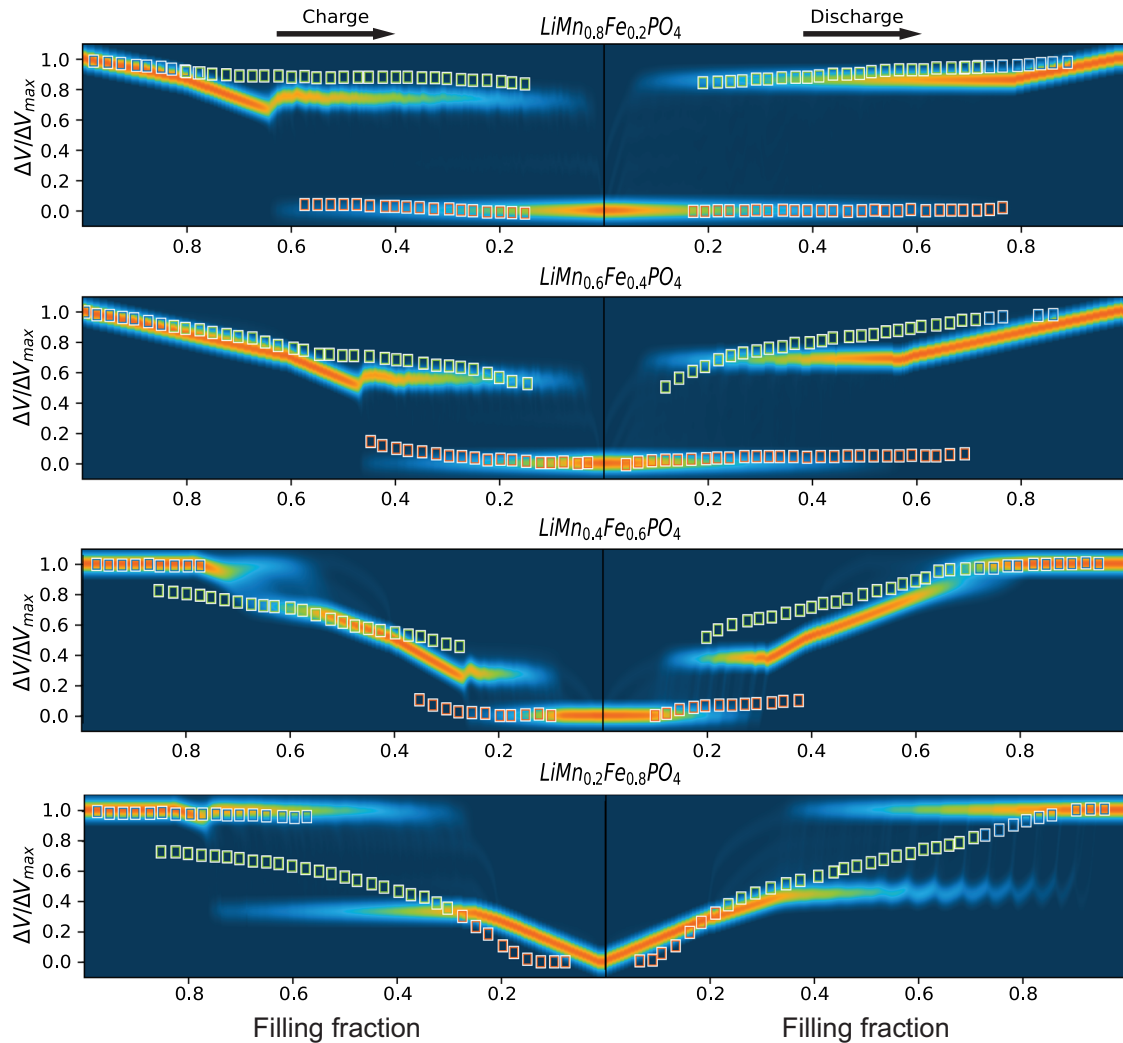 Charge
Discharge
LiMn0.8Fe0.2PO4
ΔV/ΔVmax
1.0
0.8
0.6
0.4
0.2
0.0
0.8 0.6 0.4 0.2 0.2 0.4 0.6 0.8
LiMn0.6Fe0.4PO4
ΔV/ΔVmax
1.0
0.8
0.6
0.4
0.2
0.0
0.8 0.6 0.4 0.2 0.2 0.4 0.6 0.8
LiMn0.4Fe0.6PO4
ΔV/ΔVmax
1.0
0.8
0.6
0.4
0.2
0.0
0.8 0.6 0.4 0.2 0.2 0.4 0.6 0.8
LiMn0.2Fe0.8PO4
ΔV/ΔVmax
1.0
0.8
0.6
0.4
0.2
0.0
0.8 0.6 0.4 0.2 0.2 0.4 0.6 0.8
Filling fraction
Filling fraction